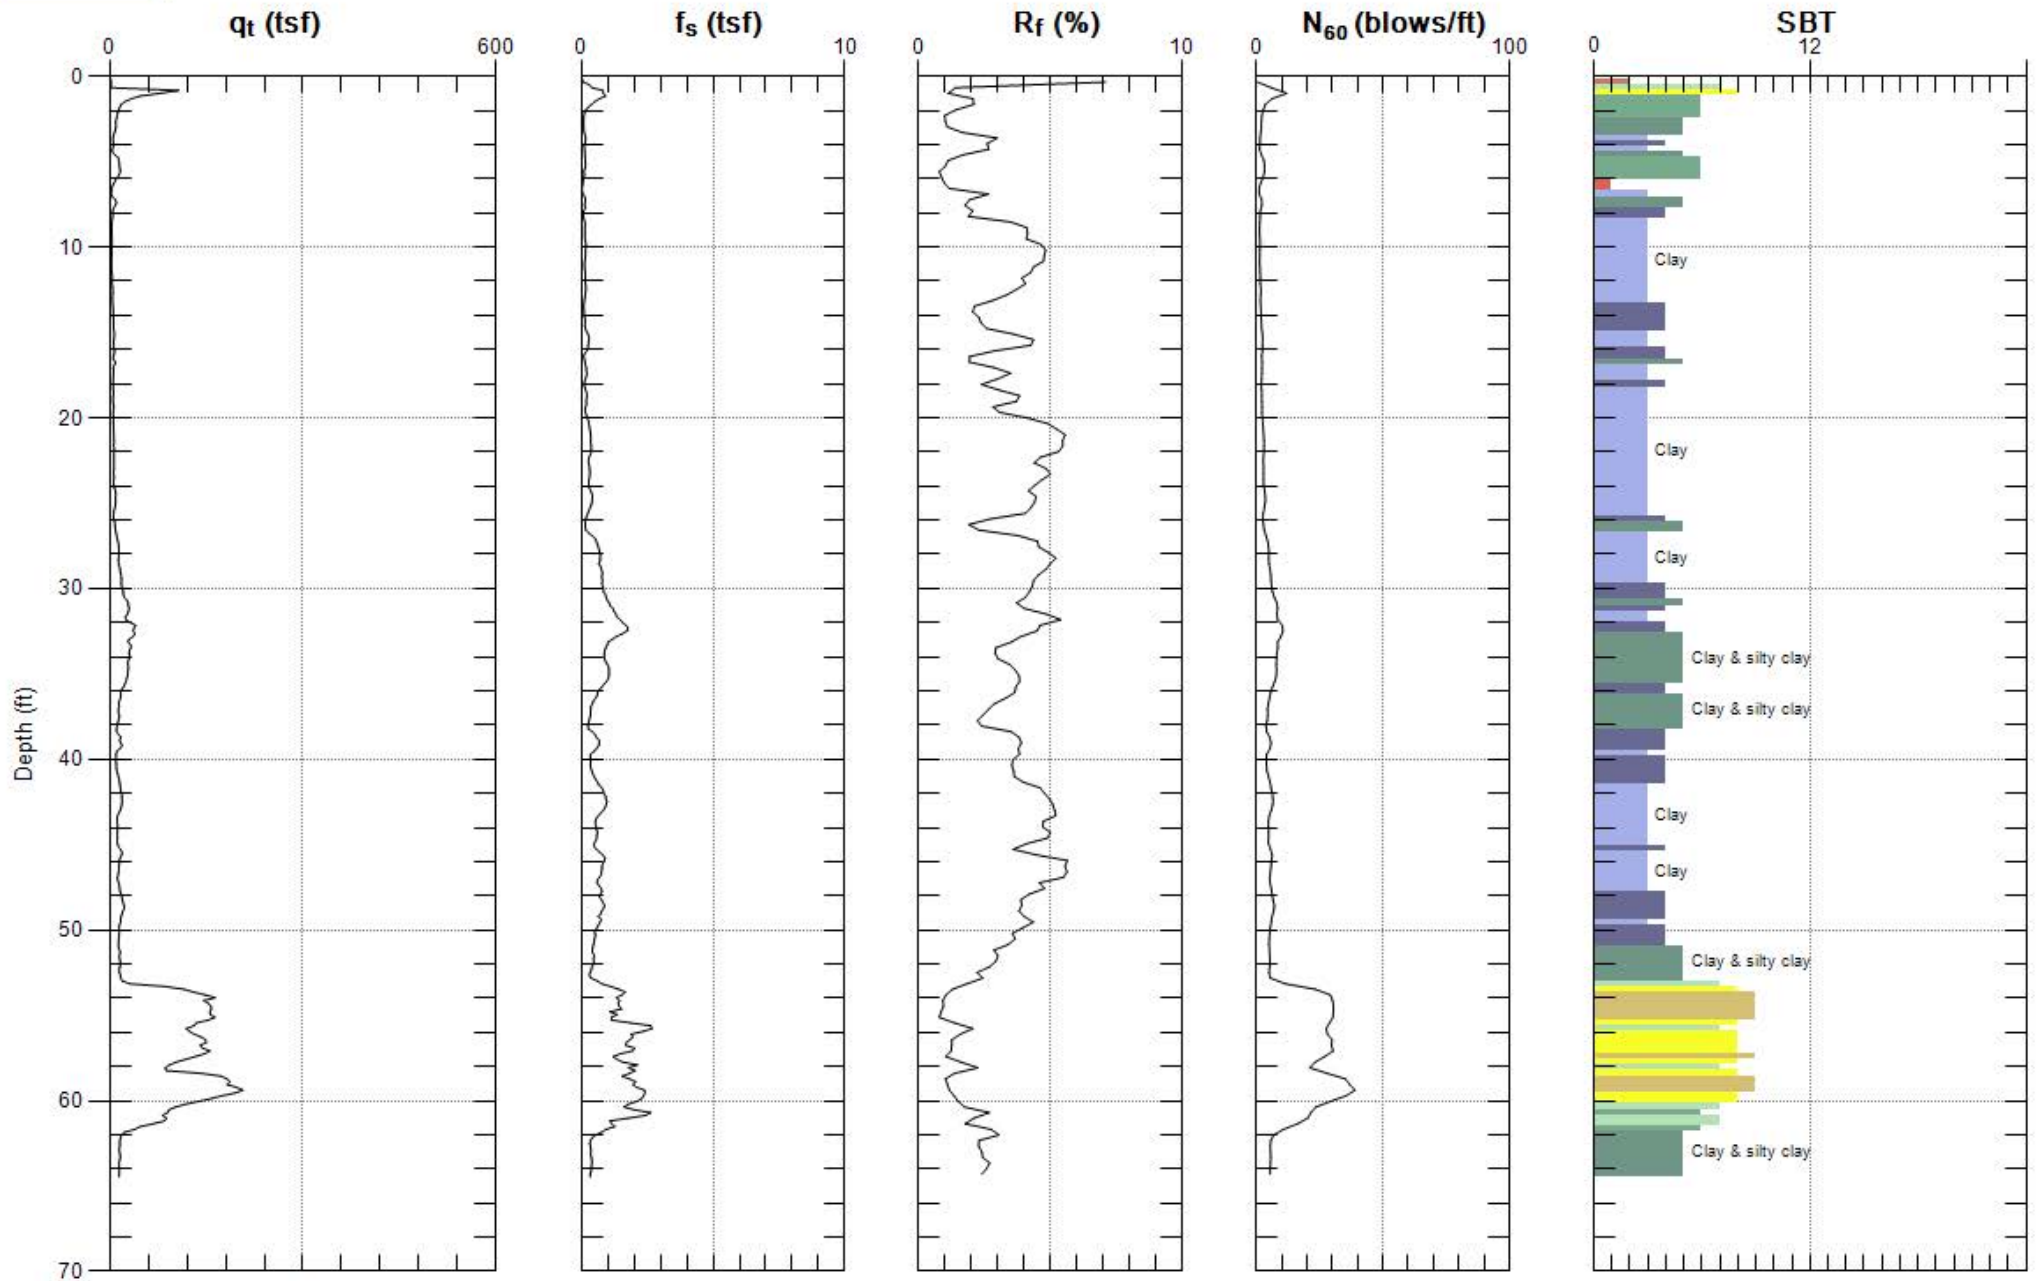 qt (tsf) fs (tsf) Rf (%) N60 (blows/ft) SBT
0 600 0 10 0 10 0 100 0 12
0
10
Clay
20
Clay
Clay
30
Clay & silty clay
Clay & silty clay
Depth (ft)
40
Clay
Clay
50
Clay & silty clay
60
Clay & silty clay
70